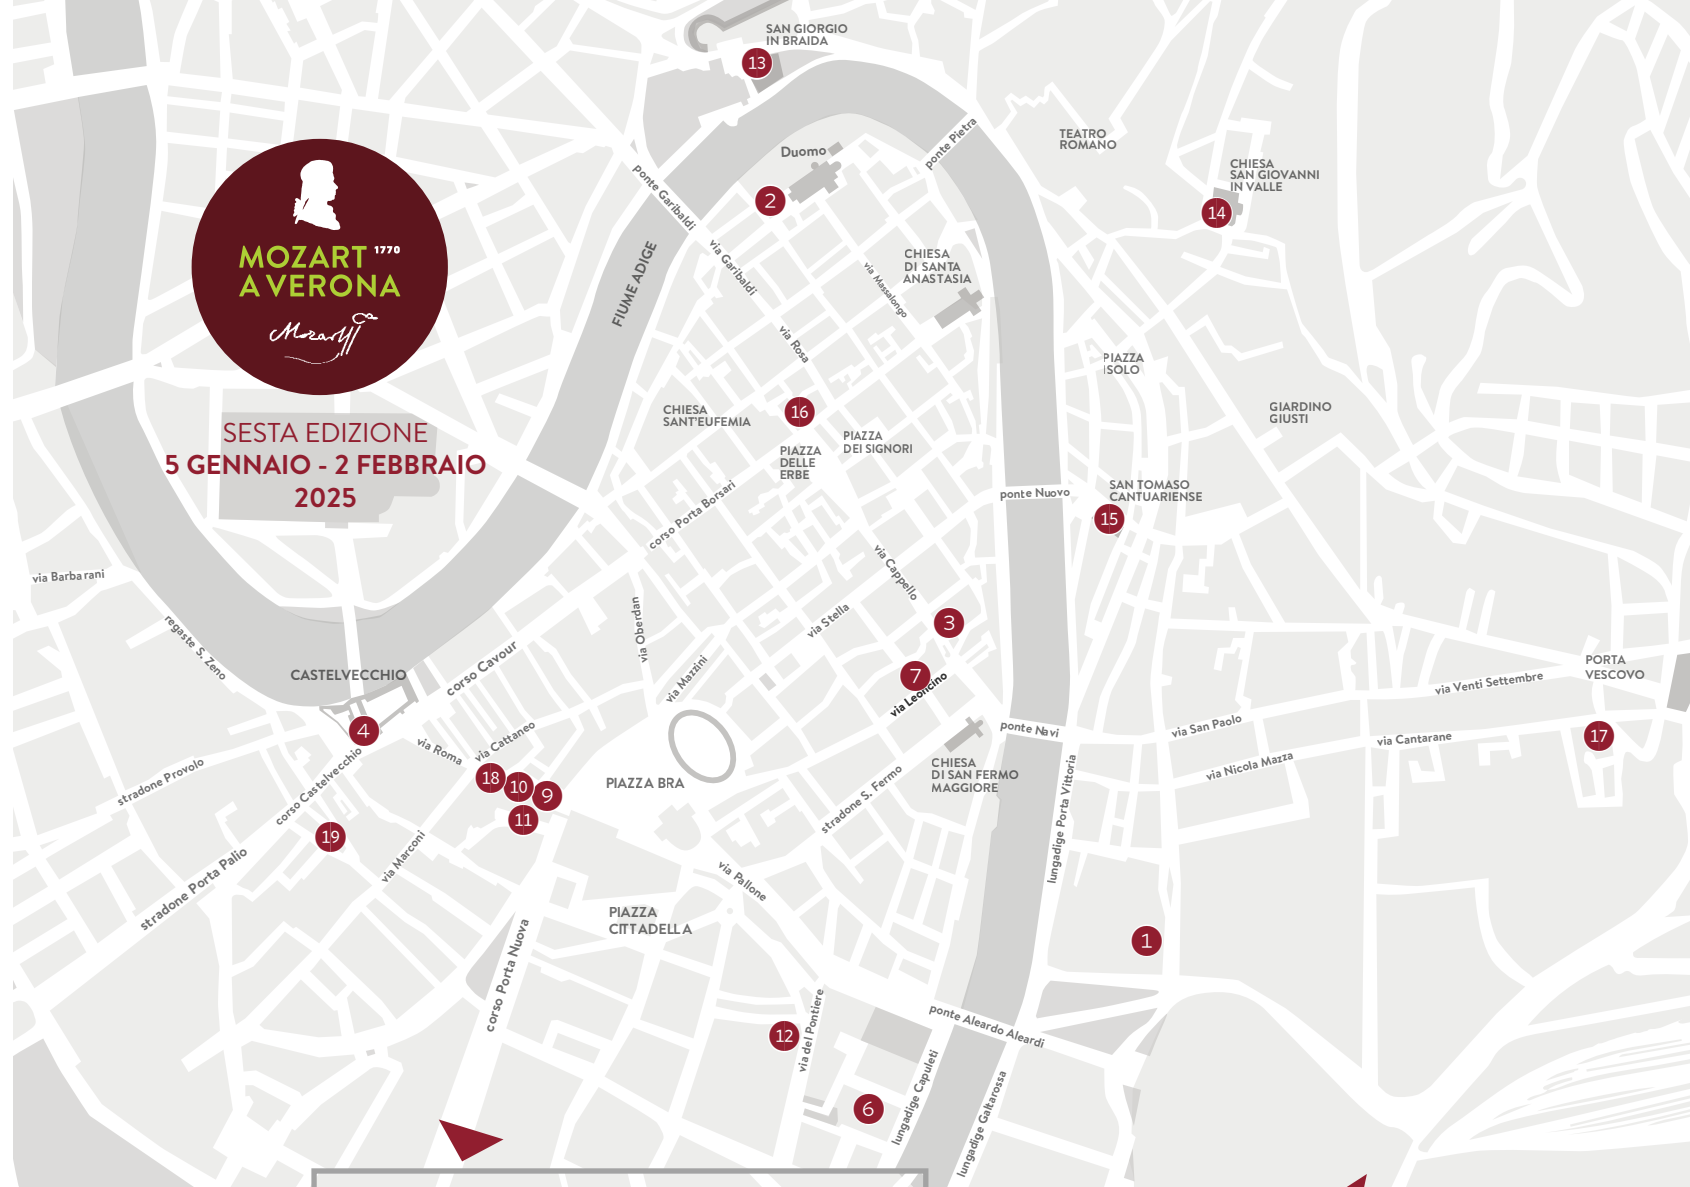 SAN GIORGIO
IN BRAIDA
13
ponte Pietra
TEATRO
ROMANO
Duomo
CHIESA
SAN GIOVANNI
IN VALLE
14
ponte Garibaldi
2
MOZART 1770
A VERONA
Mozart
FIUME ADIGE
via Garibaldi
via Massalongo
CHIESA
DI SANTA
ANASTASIA
via Rosa
PIAZZA
ISOLO
SESTA EDIZIONE
5 GENNAIO - 2 FEBBRAIO
2025
CHIESA
SANT'EUFEMIA
16
PIAZZA
DEI SIGNORI
PIAZZA
DELLE
ERBE
GIARDINO
GIUSTI
corso Porta Borsari
ponte Nuovo
SAN TOMASO
CANTUARIENSE
15
via Barbarani
regaste S. Zeno
via Oberdan
via Cappello
via Stella
3
CASTELVECCHIO
corso Cavour
via Mazzini
7
via Leoncino
PORTA
VESCOVO
via Venti Settembre
4
via Roma
via Cattaneo
ponte Navi
via San Paolo
via Cantarane
17
stradone Provolo
corso Castelvecchio
18
10
9
11
PIAZZA BRA
CHIESA
DI SAN FERMO
MAGGIORE
via Nicola Mazza
stradone S. Fermo
lungadige Porta Vittoria
19
via Marconi
stradone Porta Palio
via Pallone
PIAZZA
CITTADELLA
1
corso Porta Nuova
12
via del Pontiere
ponte Aleardo Aleardi
6
lungadige Capuleti
lungadige Galtarossa